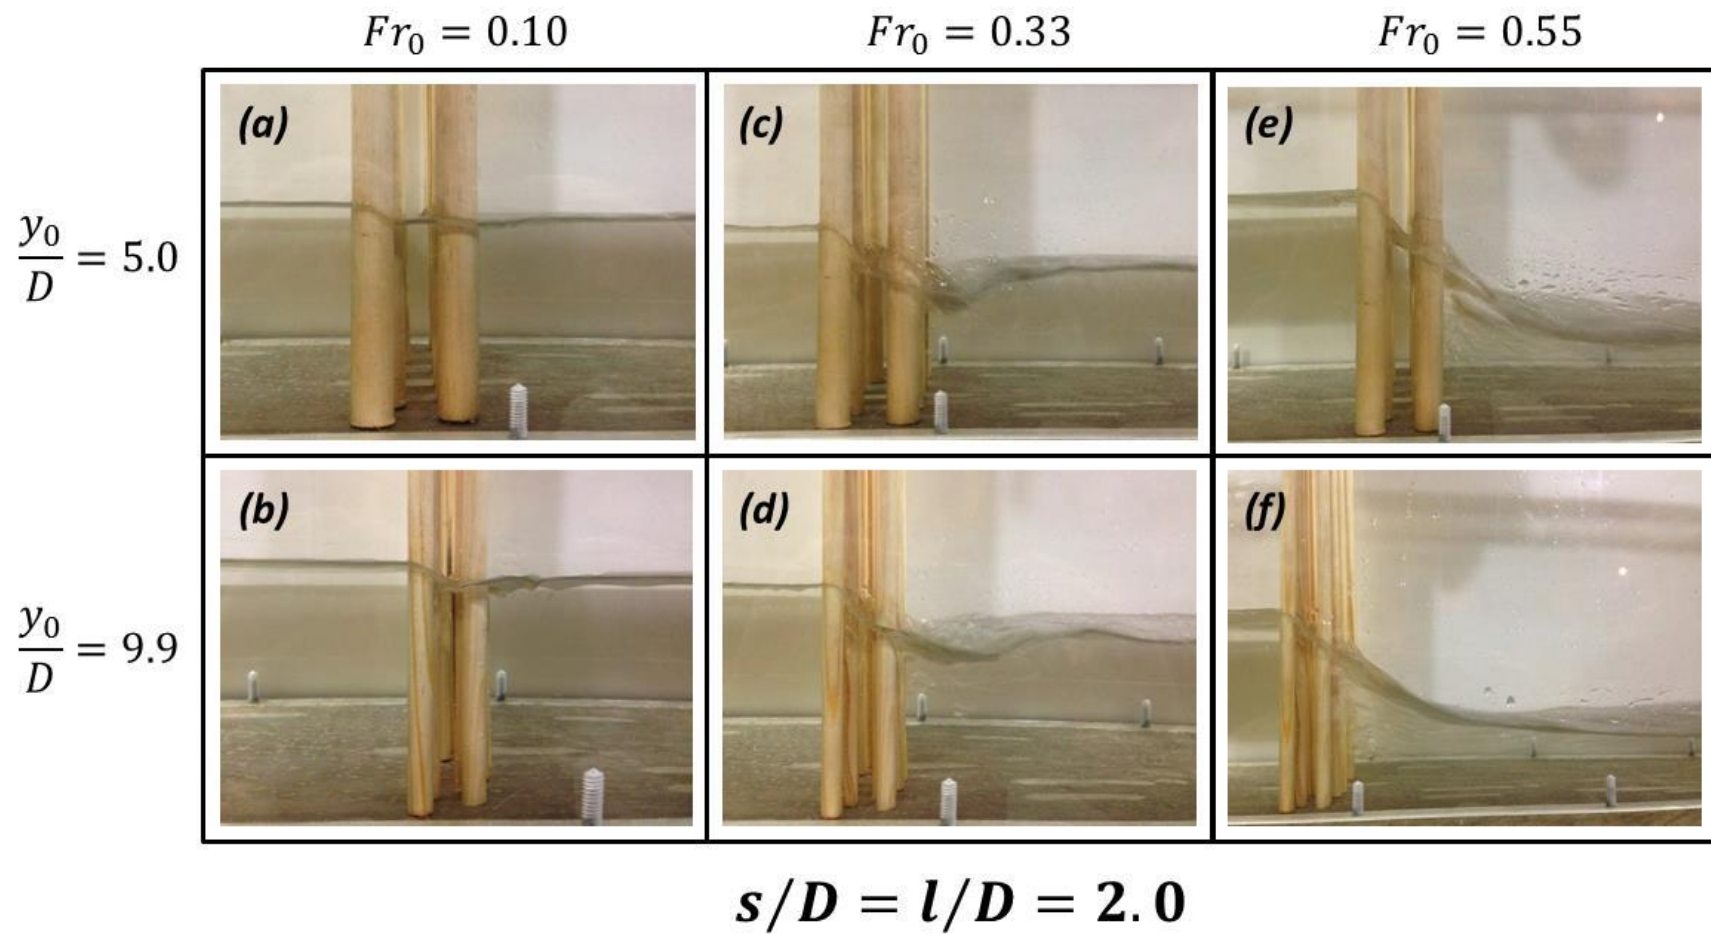 Fr₀ = 0.10
Fr₀ = 0.33
Fr₀ = 0.55
y₀/D = 5.0
(a)
(c)
(e)
y₀/D = 9.9
(b)
(d)
(f)
s/D = l/D = 2.0